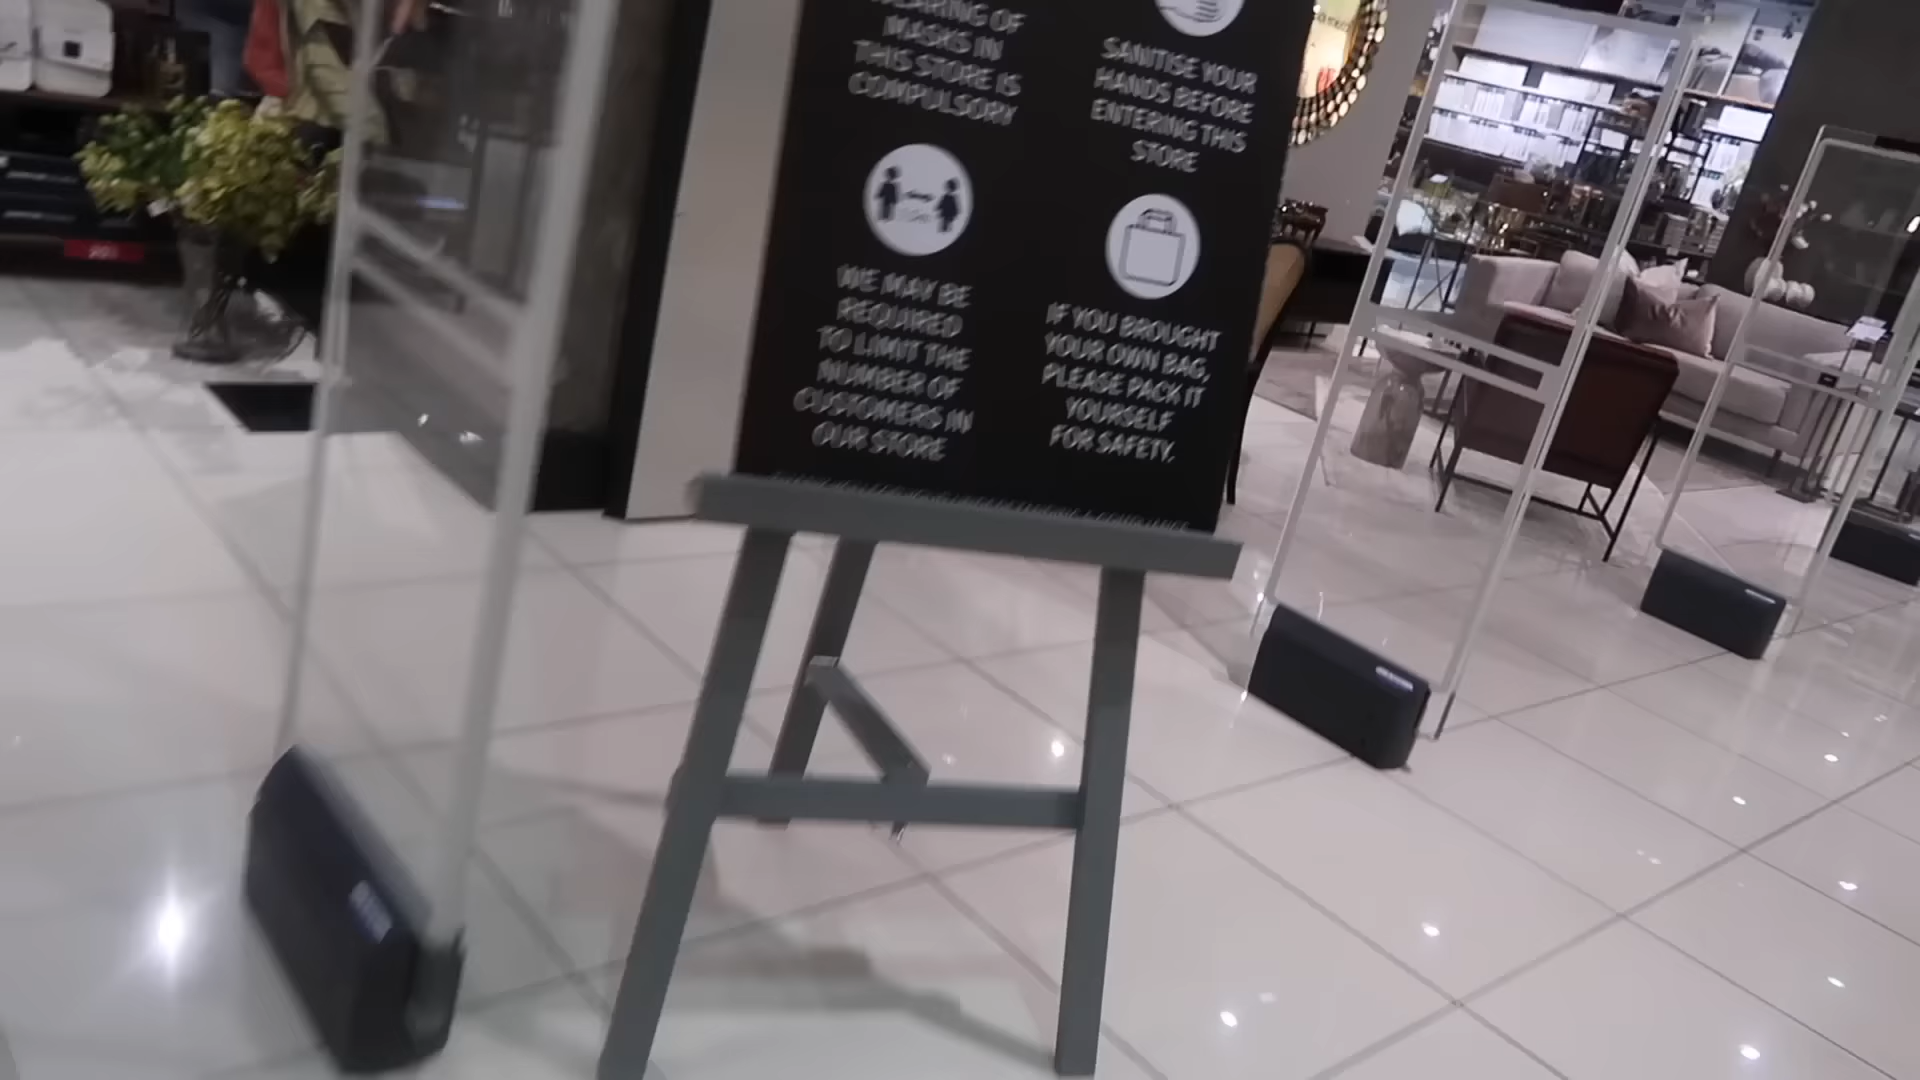 WEARING OF
MASKS IN
THIS STORE IS
COMPULSORY
SANITISE YOUR
HANDS BEFORE
ENTERING THIS
STORE
WE MAY BE
REQUIRED
TO LIMIT THE
NUMBER OF
CUSTOMERS IN
OUR STORE
IF YOU BROUGHT
YOUR OWN BAG,
PLEASE PACK IT
YOURSELF
FOR SAFETY.